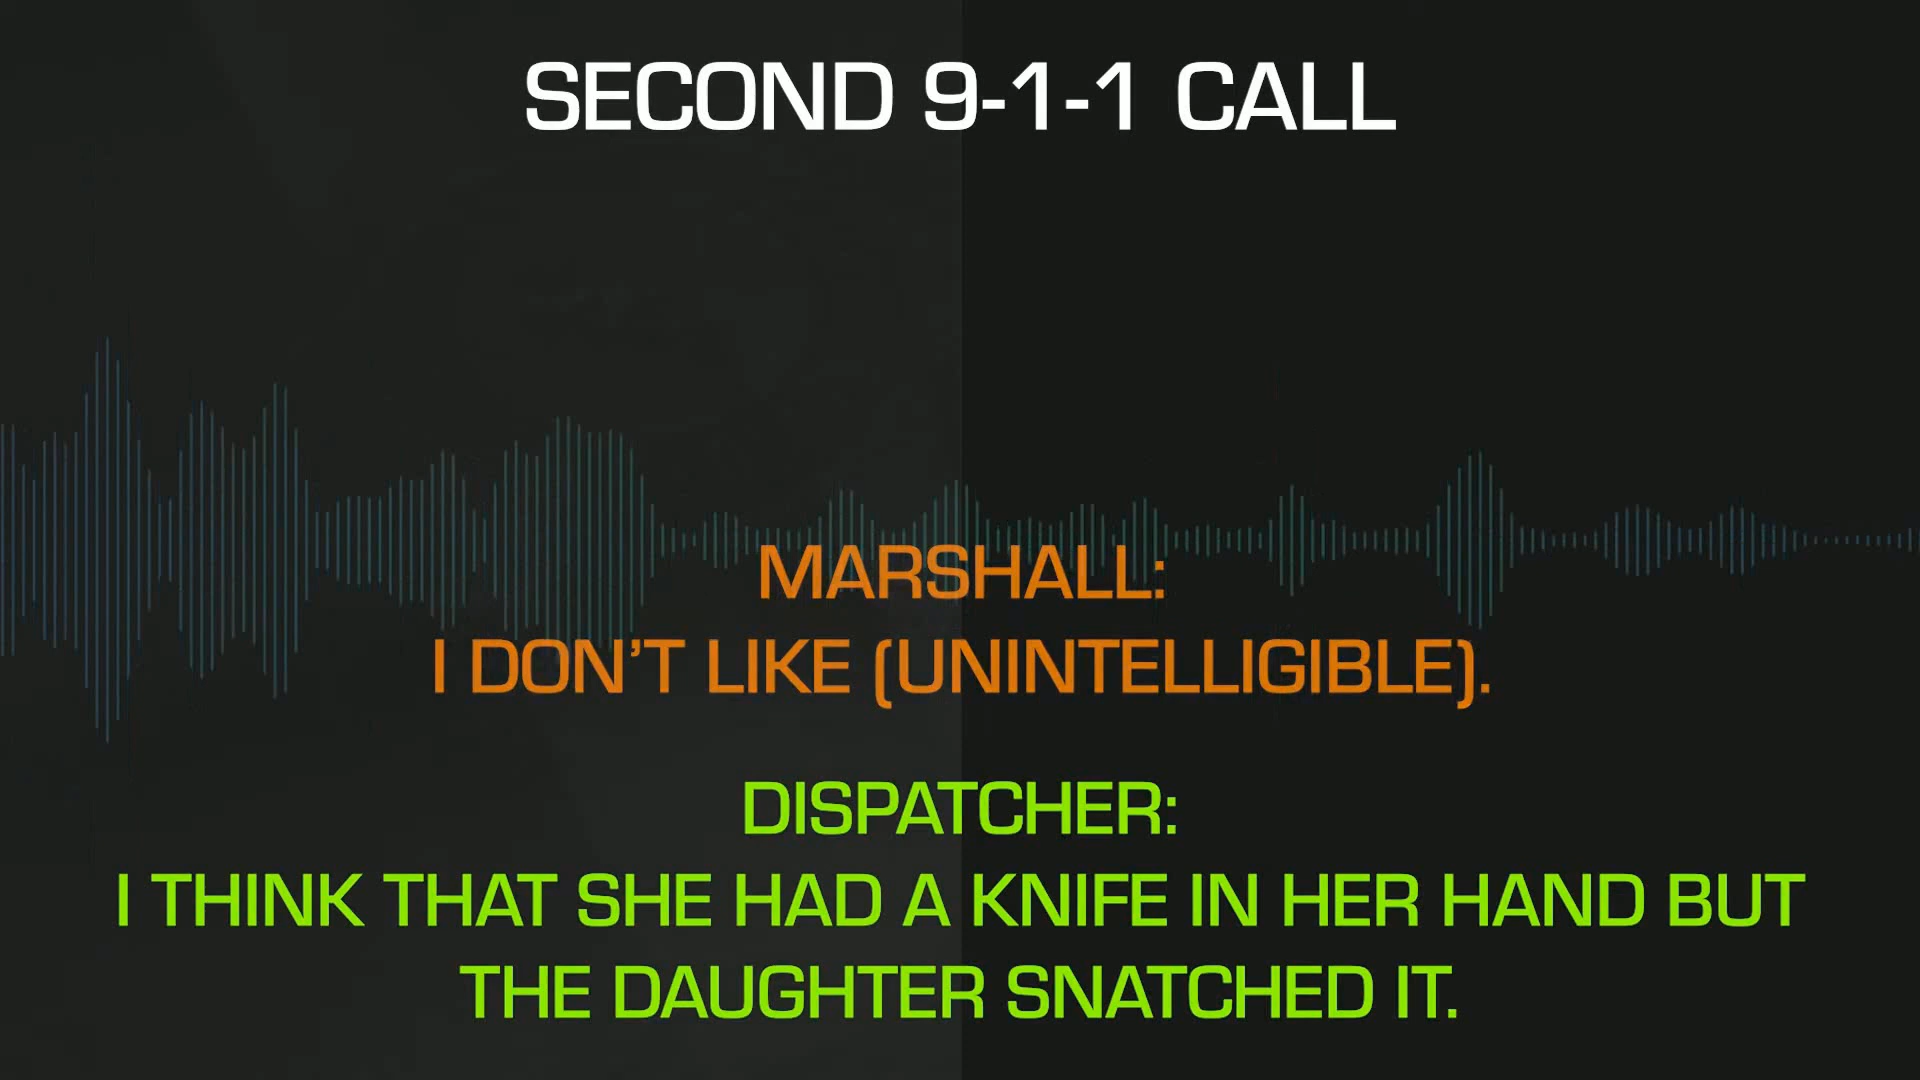 SECOND 9-1-1 CALL
MARSHALL:
I DON'T LIKE (UNINTELLIGIBLE).
DISPATCHER:
I THINK THAT SHE HAD A KNIFE IN HER HAND BUT
THE DAUGHTER SNATCHED IT.